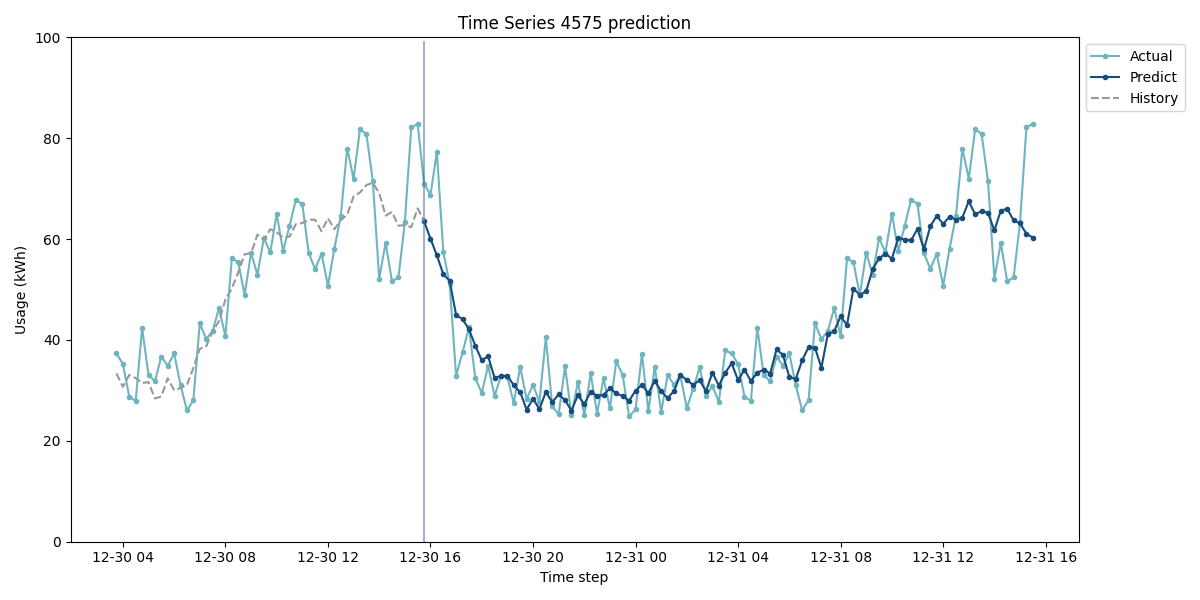 Time Series 4575 prediction
Usage (kWh)
100
80
60
40
20
0
12-30 04
12-30 08
12-30 12
12-30 16
12-30 20
12-31 00
12-31 04
12-31 08
12-31 12
12-31 16
Time step
Actual
Predict
History